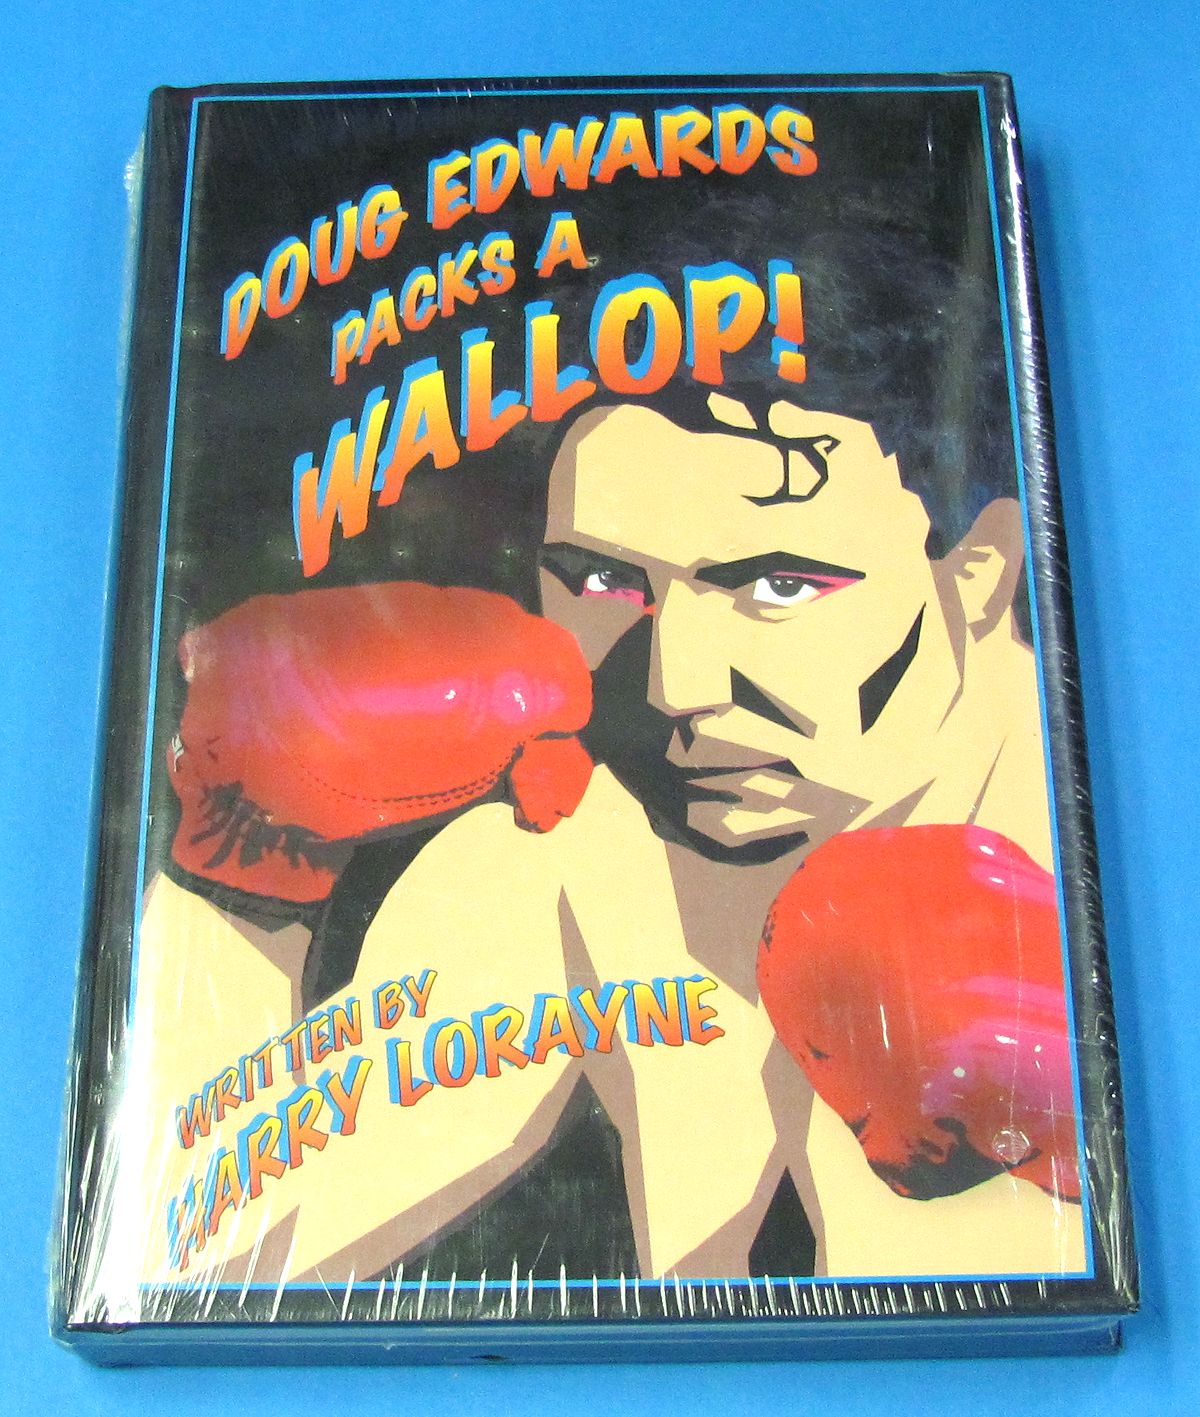 DOUG EDWARDS
PACKS A
WALLOP!
WRITTEN BY
HARRY LORAYNE